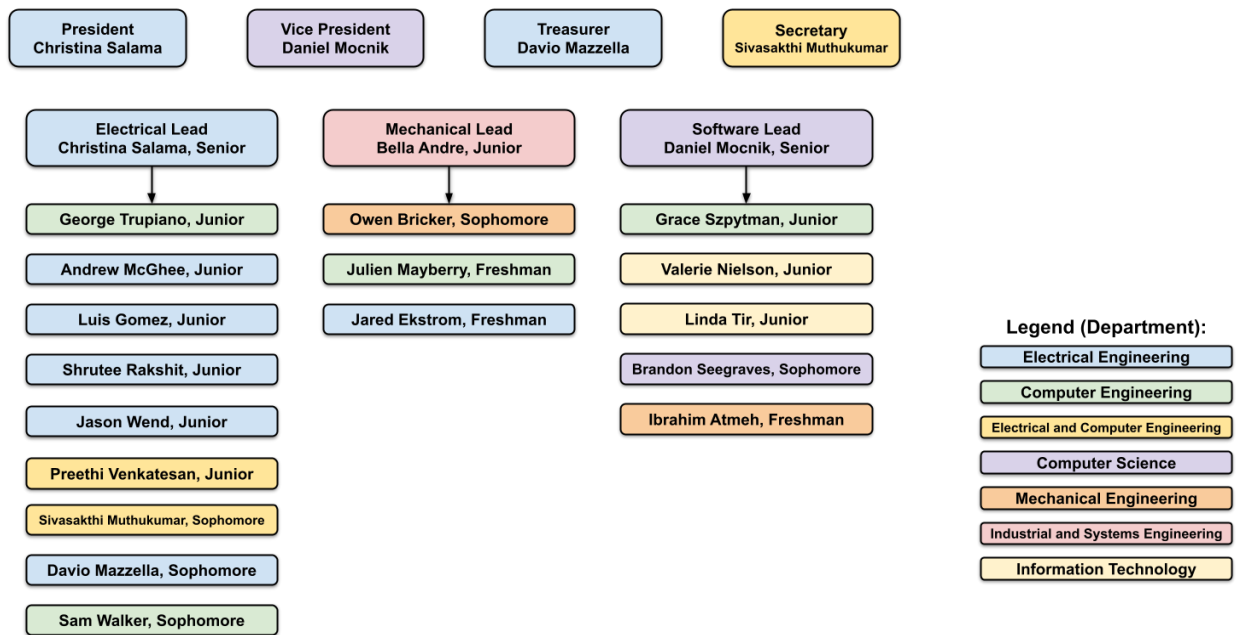 President
Christina Salama
Vice President
Daniel Mocnik
Treasurer
Davio Mazzella
Secretary
Sivasakthi Muthukumar
Electrical Lead
Christina Salama, Senior
George Trupiano, Junior
Andrew McGhee, Junior
Luis Gomez, Junior
Shrutee Rakshit, Junior
Jason Wend, Junior
Preethi Venkatesan, Junior
Sivasakthi Muthukumar, Sophomore
Davio Mazzella, Sophomore
Sam Walker, Sophomore
Mechanical Lead
Bella Andre, Junior
Owen Bricker, Sophomore
Julien Mayberry, Freshman
Jared Ekstrom, Freshman
Software Lead
Daniel Mocnik, Senior
Grace Szpytman, Junior
Valerie Nielson, Junior
Linda Tir, Junior
Brandon Seegraves, Sophomore
Ibrahim Atmeh, Freshman
Legend (Department):
Electrical Engineering
Computer Engineering
Electrical and Computer Engineering
Computer Science
Mechanical Engineering
Industrial and Systems Engineering
Information Technology